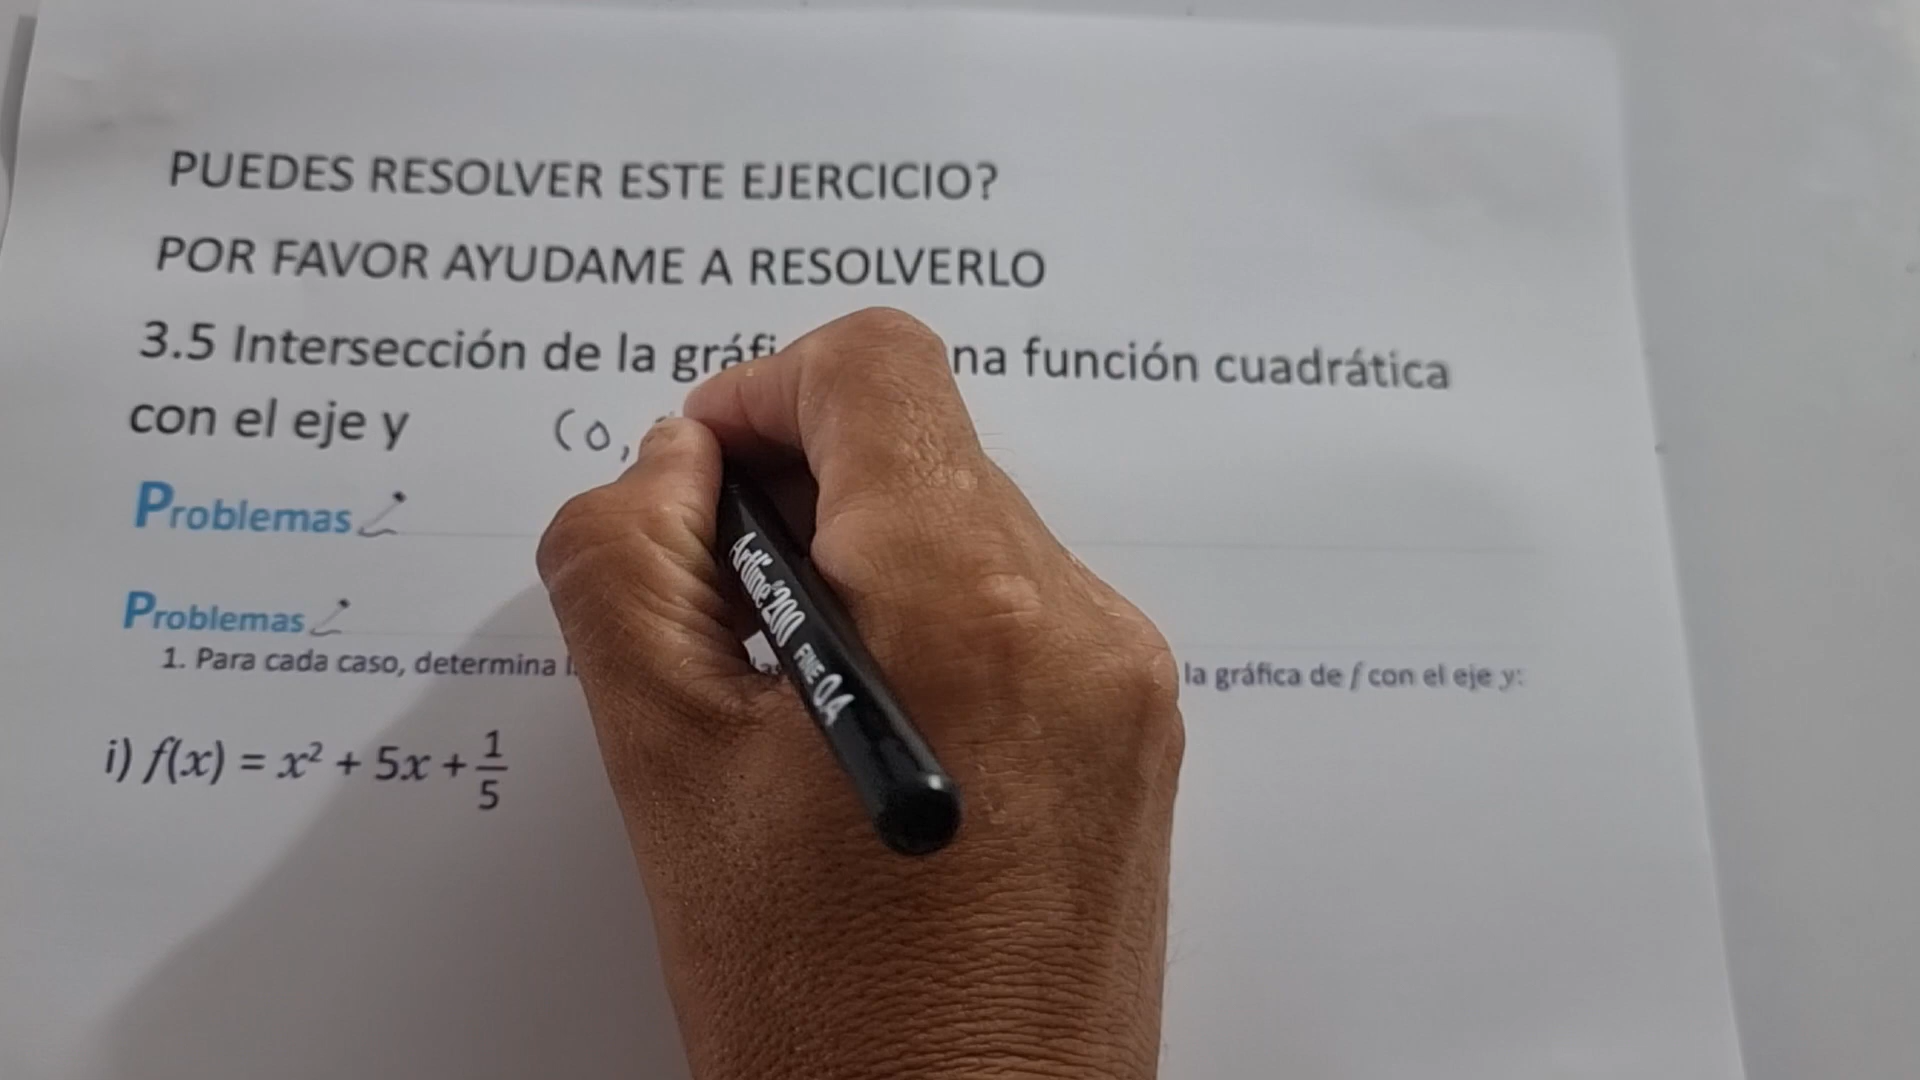 PUEDES RESOLVER ESTE EJERCICIO?
POR FAVOR AYUDAME A RESOLVERLO
3.5 Intersección de la gráfi na función cuadrática
con el eje y (0,
Problemas
Problemas
1. Para cada caso, determina las la gráfica de f con el eje y:
i) f(x) = x² + 5x + 1/5
Artline 200 FINE 0.4